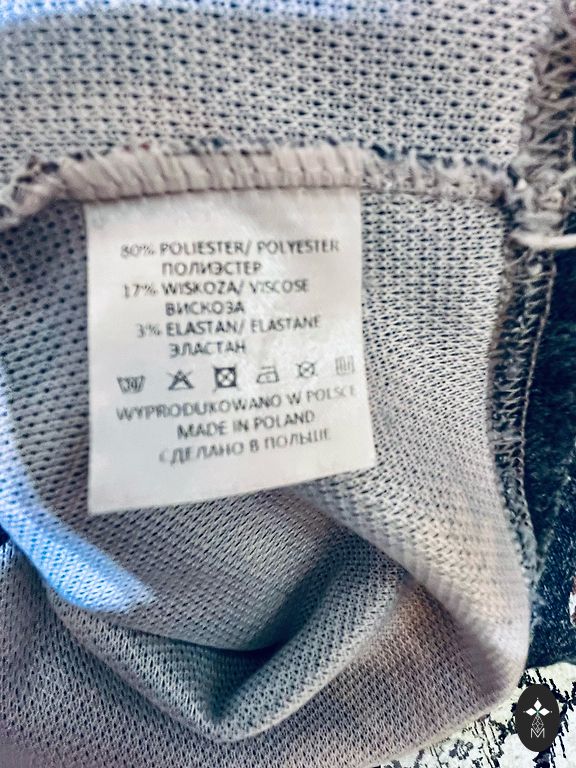 80% POLIESTER/ POLYESTER
ПОЛИЭСТЕР
17% WISKOZA/ VISCOSE
ВИСКОЗА
3% ELASTAN/ ELASTANE
ЭЛАСТАН
30
WYPRODUKOWANO W POLSCE
MADE IN POLAND
СДЕЛАНО В ПОЛЬШЕ
M